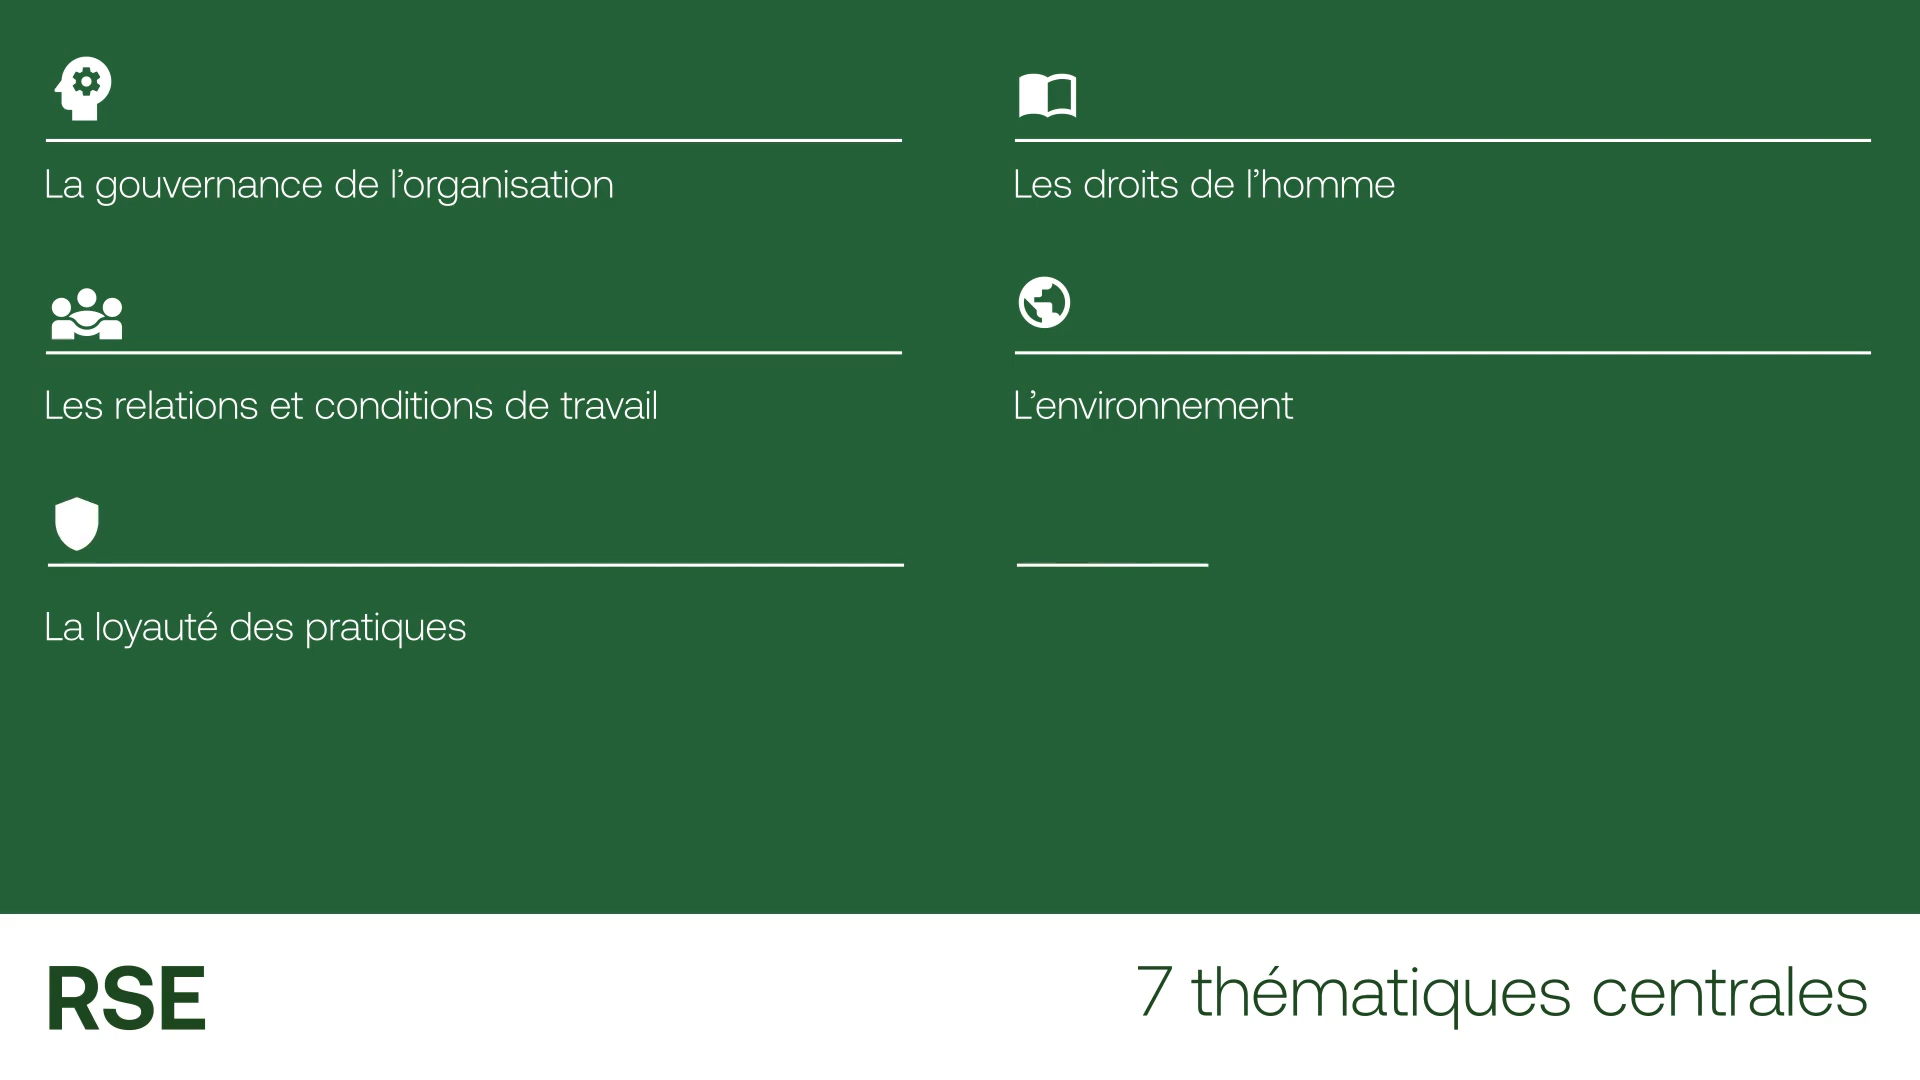 La gouvernance de l’organisation
Les droits de l’homme
Les relations et conditions de travail
L’environnement
La loyauté des pratiques
RSE
7 thématiques centrales